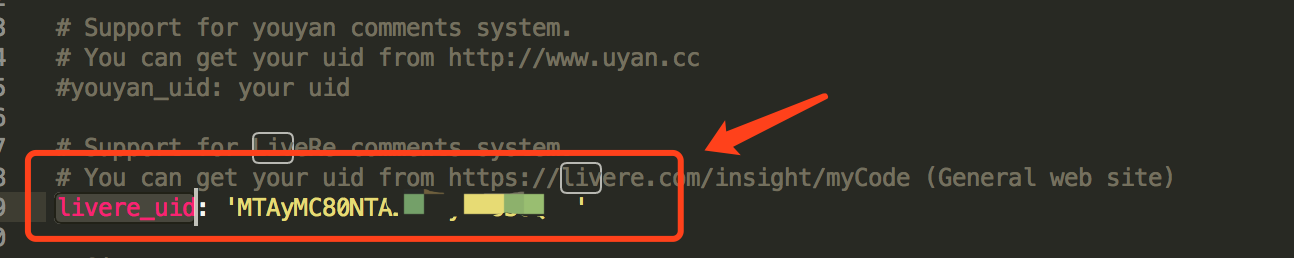 3 # Support for youyan comments system.
4 # You can get your uid from http://www.uyan.cc
5 #youyan_uid: your uid
6
7 # Support for LiveRe comments system
8 # You can get your uid from https://livere.com/insight/myCode (General web site)
9 livere_uid: 'MTAyMC80NTA '
0